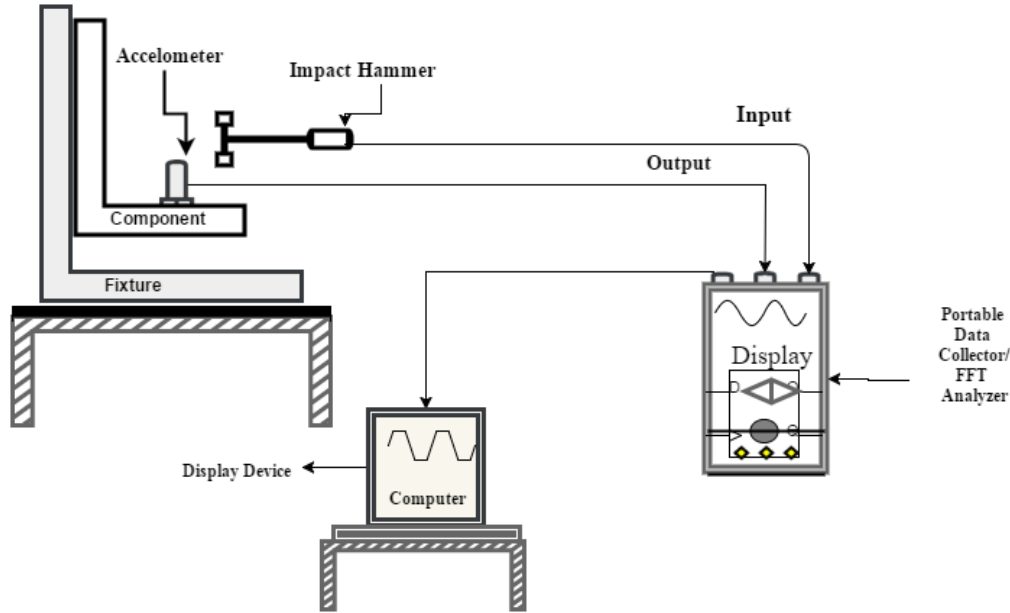 Accelometer
Impact Hammer
Input
Output
Component
Fixture
Display
Portable
Data
Collector/
FFT
Analyzer
Display Device
Computer